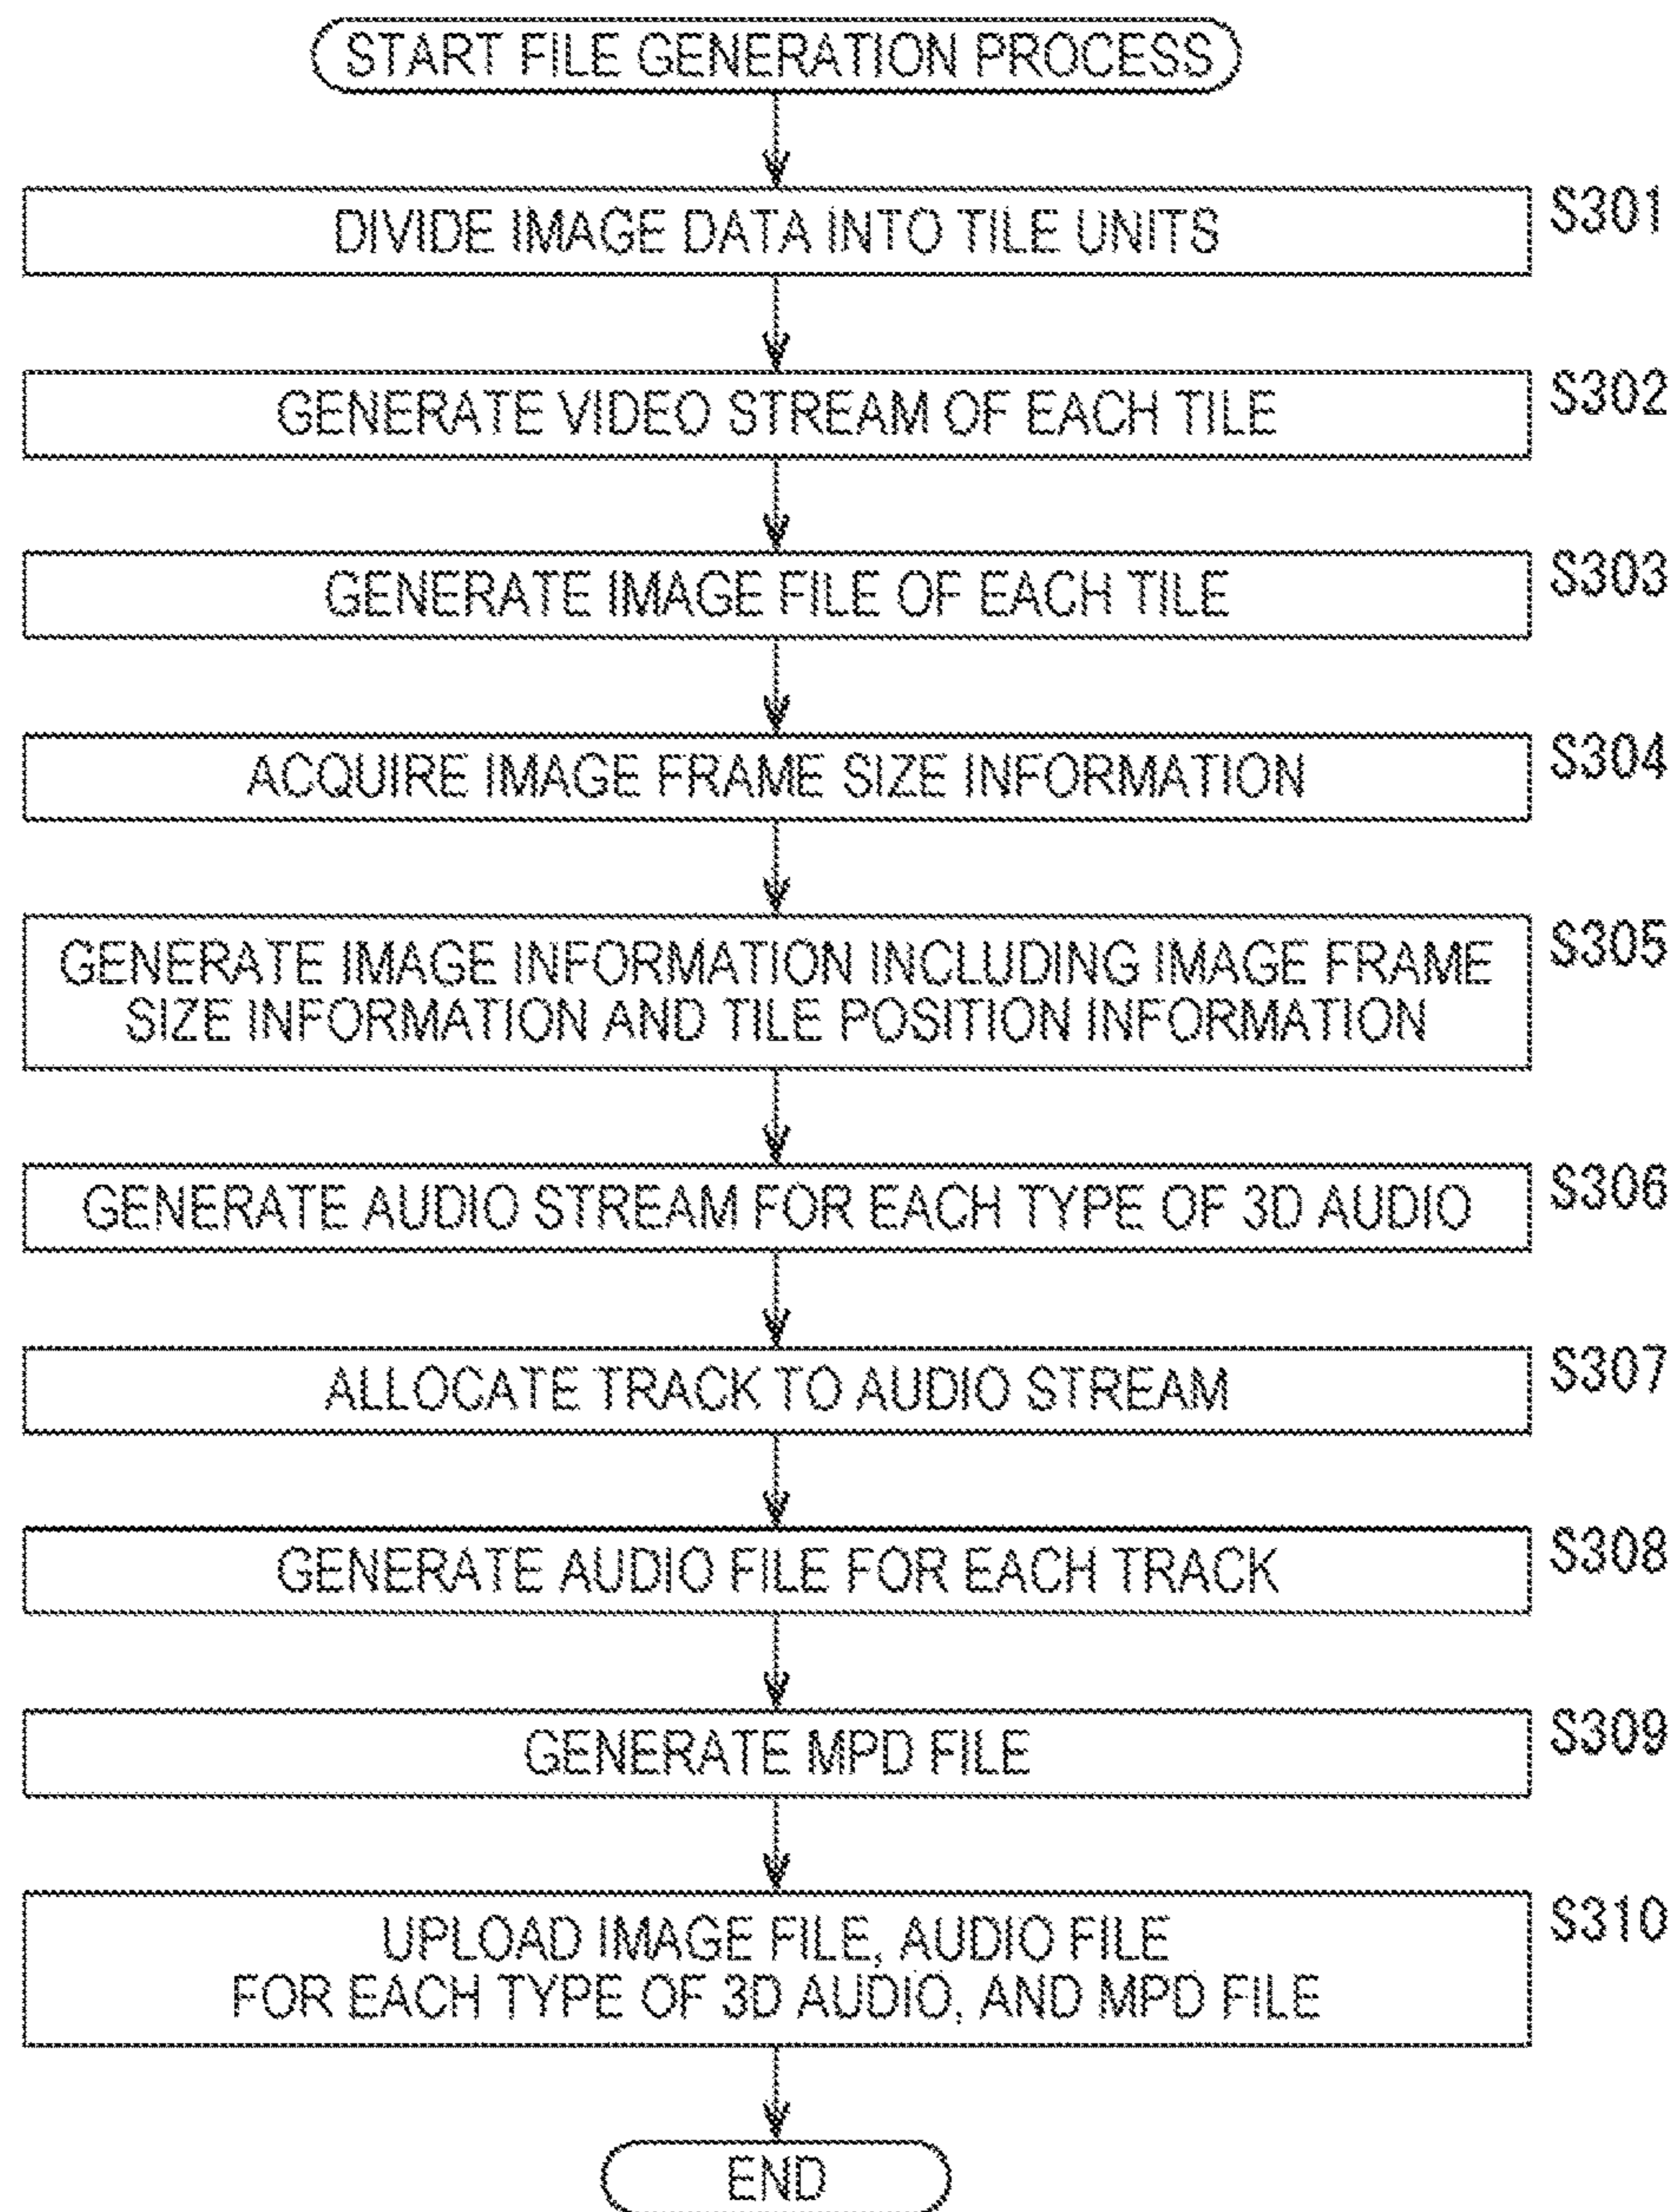 START FILE GENERATION PROCESS
DIVIDE IMAGE DATA INTO TILE UNITS
S301
GENERATE VIDEO STREAM OF EACH TILE
S302
GENERATE IMAGE FILE OF EACH TILE
S303
ACQUIRE IMAGE FRAME SIZE INFORMATION
S304
GENERATE IMAGE INFORMATION INCLUDING IMAGE FRAME
SIZE INFORMATION AND TILE POSITION INFORMATION
S305
GENERATE AUDIO STREAM FOR EACH TYPE OF 3D AUDIO
S306
ALLOCATE TRACK TO AUDIO STREAM
S307
GENERATE AUDIO FILE FOR EACH TRACK
S308
GENERATE MPD FILE
S309
UPLOAD IMAGE FILE, AUDIO FILE
FOR EACH TYPE OF 3D AUDIO, AND MPD FILE
S310
END